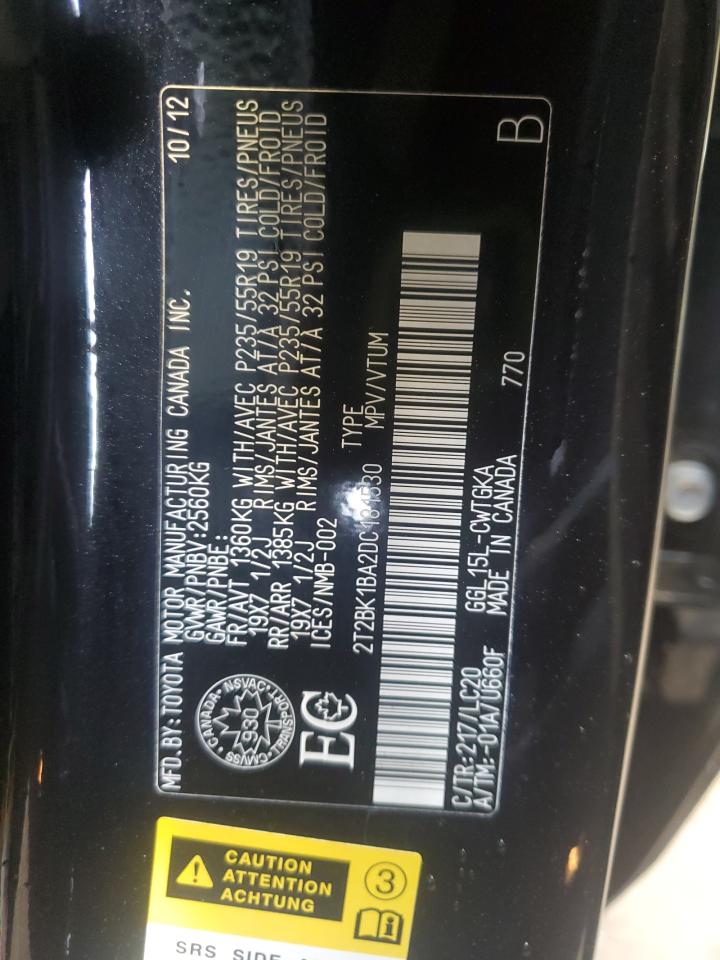 MFD. BY: TOYOTA MOTOR MANUFACTURING CANADA INC. 10/12
GVWR/PNBV: 2560KG
GAWR/PNBE:
FR/AVT 1360KG WITH/AVEC P235/55R19 TIRES/PNEUS
19X7 1/2J RIMS/JANTES AT/A 32 PSI COLD/FROID
RR/ARR 1385KG WITH/AVEC P235/55R19 TIRES/PNEUS
19X7 1/2J RIMS/JANTES AT/A 32 PSI COLD/FROID
ICES/NMB-002
CANADA NSVAC TRANSPORT CMVSS
930
TYPE
MPV/VTUM
C/TR: 217/LC20 GGL15L-CWTGKA
A/TM: -01A/U660F MADE IN CANADA 770 B
CAUTION
ATTENTION
ACHTUNG
3
SRS SIDE